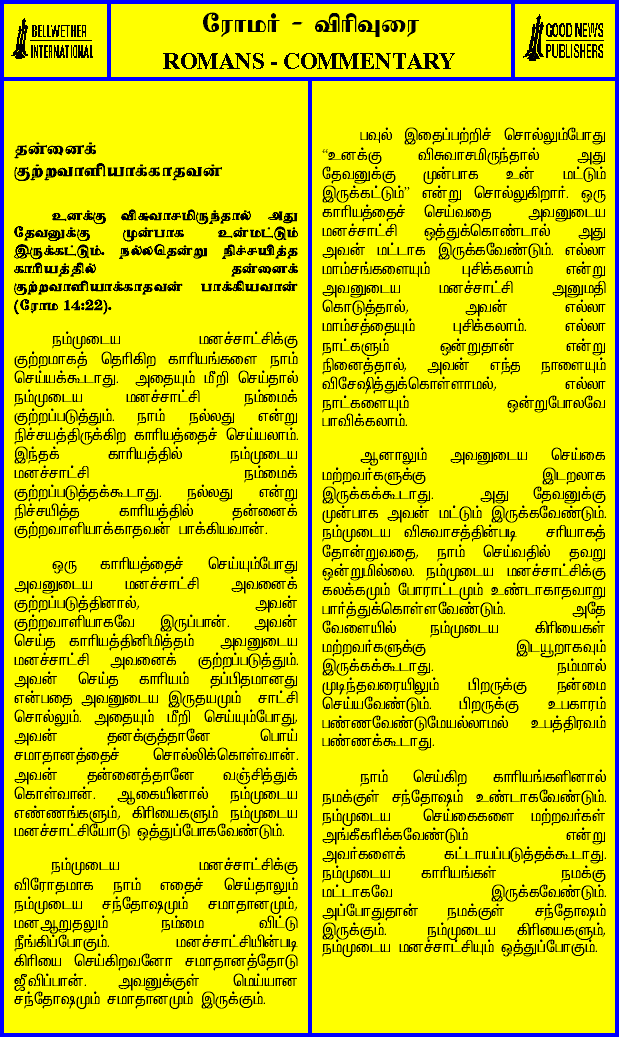 BELLWETHER
INTERNATIONAL
ரோமர் - விரிவுரை
ROMANS - COMMENTARY
GOOD NEWS
PUBLISHERS
தன்னைக்
குற்றவாளியாக்காதவன்
உனக்கு விசுவாசமிருந்தால் அது
தேவனுக்கு முன்பாக உன்மட்டும்
இருக்கட்டும். நல்லதென்று நிச்சயித்த
காரியத்தில் தன்னைக்
குற்றவாளியாக்காதவன் பாக்கியவான்
(ரோம 14:22).
நம்முடைய மனச்சாட்சிக்கு
குற்றமாகத் தெரிகிற காரியங்களை நாம்
செய்யக்கூடாது. அதையும் மீறி செய்தால்
நம்முடைய மனச்சாட்சி நம்மைக்
குற்றப்படுத்தும். நாம் நல்லது என்று
நிச்சயத்திருக்கிற காரியத்தைச் செய்யலாம்.
இந்தக் காரியத்தில் நம்முடைய
மனச்சாட்சி நம்மைக்
குற்றப்படுத்தக்கூடாது. நல்லது என்று
நிச்சயித்த காரியத்தில் தன்னைக்
குற்றவாளியாக்காதவன் பாக்கியவான்.
ஒரு காரியத்தைச் செய்யும்போது
அவனுடைய மனச்சாட்சி அவனைக்
குற்றப்படுத்தினால், அவன்
குற்றவாளியாகவே இருப்பான். அவன்
செய்த காரியத்தினிமித்தம் அவனுடைய
மனச்சாட்சி அவனைக் குற்றப்படுத்தும்.
அவன் செய்த காரியம் தப்பிதமானது
என்பதை அவனுடைய இருதயமும் சாட்சி
சொல்லும். அதையும் மீறி செய்யும்போது,
அவன் தனக்குத்தானே பொய்
சமாதானத்தைச் சொல்லிக்கொள்வான்.
அவன் தன்னைத்தானே வஞ்சித்துக்
கொள்வான். ஆகையினால் நம்முடைய
எண்ணங்களும், கிரியைகளும் நம்முடைய
மனச்சாட்சியோடு ஒத்துப்போகவேண்டும்.
நம்முடைய மனச்சாட்சிக்கு
விரோதமாக நாம் எதைச் செய்தாலும்
நம்முடைய சந்தோஷமும் சமாதானமும்,
மனஆறுதலும் நம்மை விட்டு
நீங்கிப்போகும். மனச்சாட்சியின்படி
கிரியை செய்கிறவனோ சமாதானத்தோடு
ஜீவிப்பான். அவனுக்குள் மெய்யான
சந்தோஷமும் சமாதானமும் இருக்கும்.
பவுல் இதைப்பற்றிச் சொல்லும்போது
“உனக்கு விசுவாசமிருந்தால் அது
தேவனுக்கு முன்பாக உன் மட்டும்
இருக்கட்டும்” என்று சொல்லுகிறார். ஒரு
காரியத்தைச் செய்வதை அவனுடைய
மனச்சாட்சி ஒத்துக்கொண்டால் அது
அவன் மட்டாக இருக்கவேண்டும். எல்லா
மாம்சங்களையும் புசிக்கலாம் என்று
அவனுடைய மனச்சாட்சி அனுமதி
கொடுத்தால், அவன் எல்லா
மாம்சத்தையும் புசிக்கலாம். எல்லா
நாட்களும் ஒன்றுதான் என்று
நினைத்தால், அவன் எந்த நாளையும்
விசேஷித்துக்கொள்ளாமல், எல்லா
நாட்களையும் ஒன்றுபோலவே
பாவிக்கலாம்.
ஆனாலும் அவனுடைய செய்கை
மற்றவர்களுக்கு இடறலாக
இருக்கக்கூடாது. அது தேவனுக்கு
முன்பாக அவன் மட்டும் இருக்கவேண்டும்.
நம்முடைய விசுவாசத்தின்படி சரியாகத்
தோன்றுவதை, நாம் செய்வதில் தவறு
ஒன்றுமில்லை. நம்முடைய மனச்சாட்சிக்கு
கலக்கமும் போராட்டமும் உண்டாகாதவாறு
பார்த்துக்கொள்ளவேண்டும். அதே
வேளையில் நம்முடைய கிரியைகள்
மற்றவர்களுக்கு இடையூறாகவும்
இருக்கக்கூடாது. நம்மால்
முடிந்தவரையிலும் பிறருக்கு நன்மை
செய்யவேண்டும். பிறருக்கு உபகாரம்
பண்ணவேண்டுமேயல்லாமல் உபத்திரவம்
பண்ணக்கூடாது.
நாம் செய்கிற காரியங்களினால்
நமக்குள் சந்தோஷம் உண்டாகவேண்டும்.
நம்முடைய செய்கைகளை மற்றவர்கள்
அங்கீகரிக்கவேண்டும் என்று
அவர்களைக் கட்டாயப்படுத்தக்கூடாது.
நம்முடைய காரியங்கள் நமக்கு
மட்டாகவே இருக்கவேண்டும்.
அப்போதுதான் நமக்குள் சந்தோஷம்
இருக்கும். நம்முடைய கிரியைகளும்,
நம்முடைய மனச்சாட்சியும் ஒத்துப்போகும்.